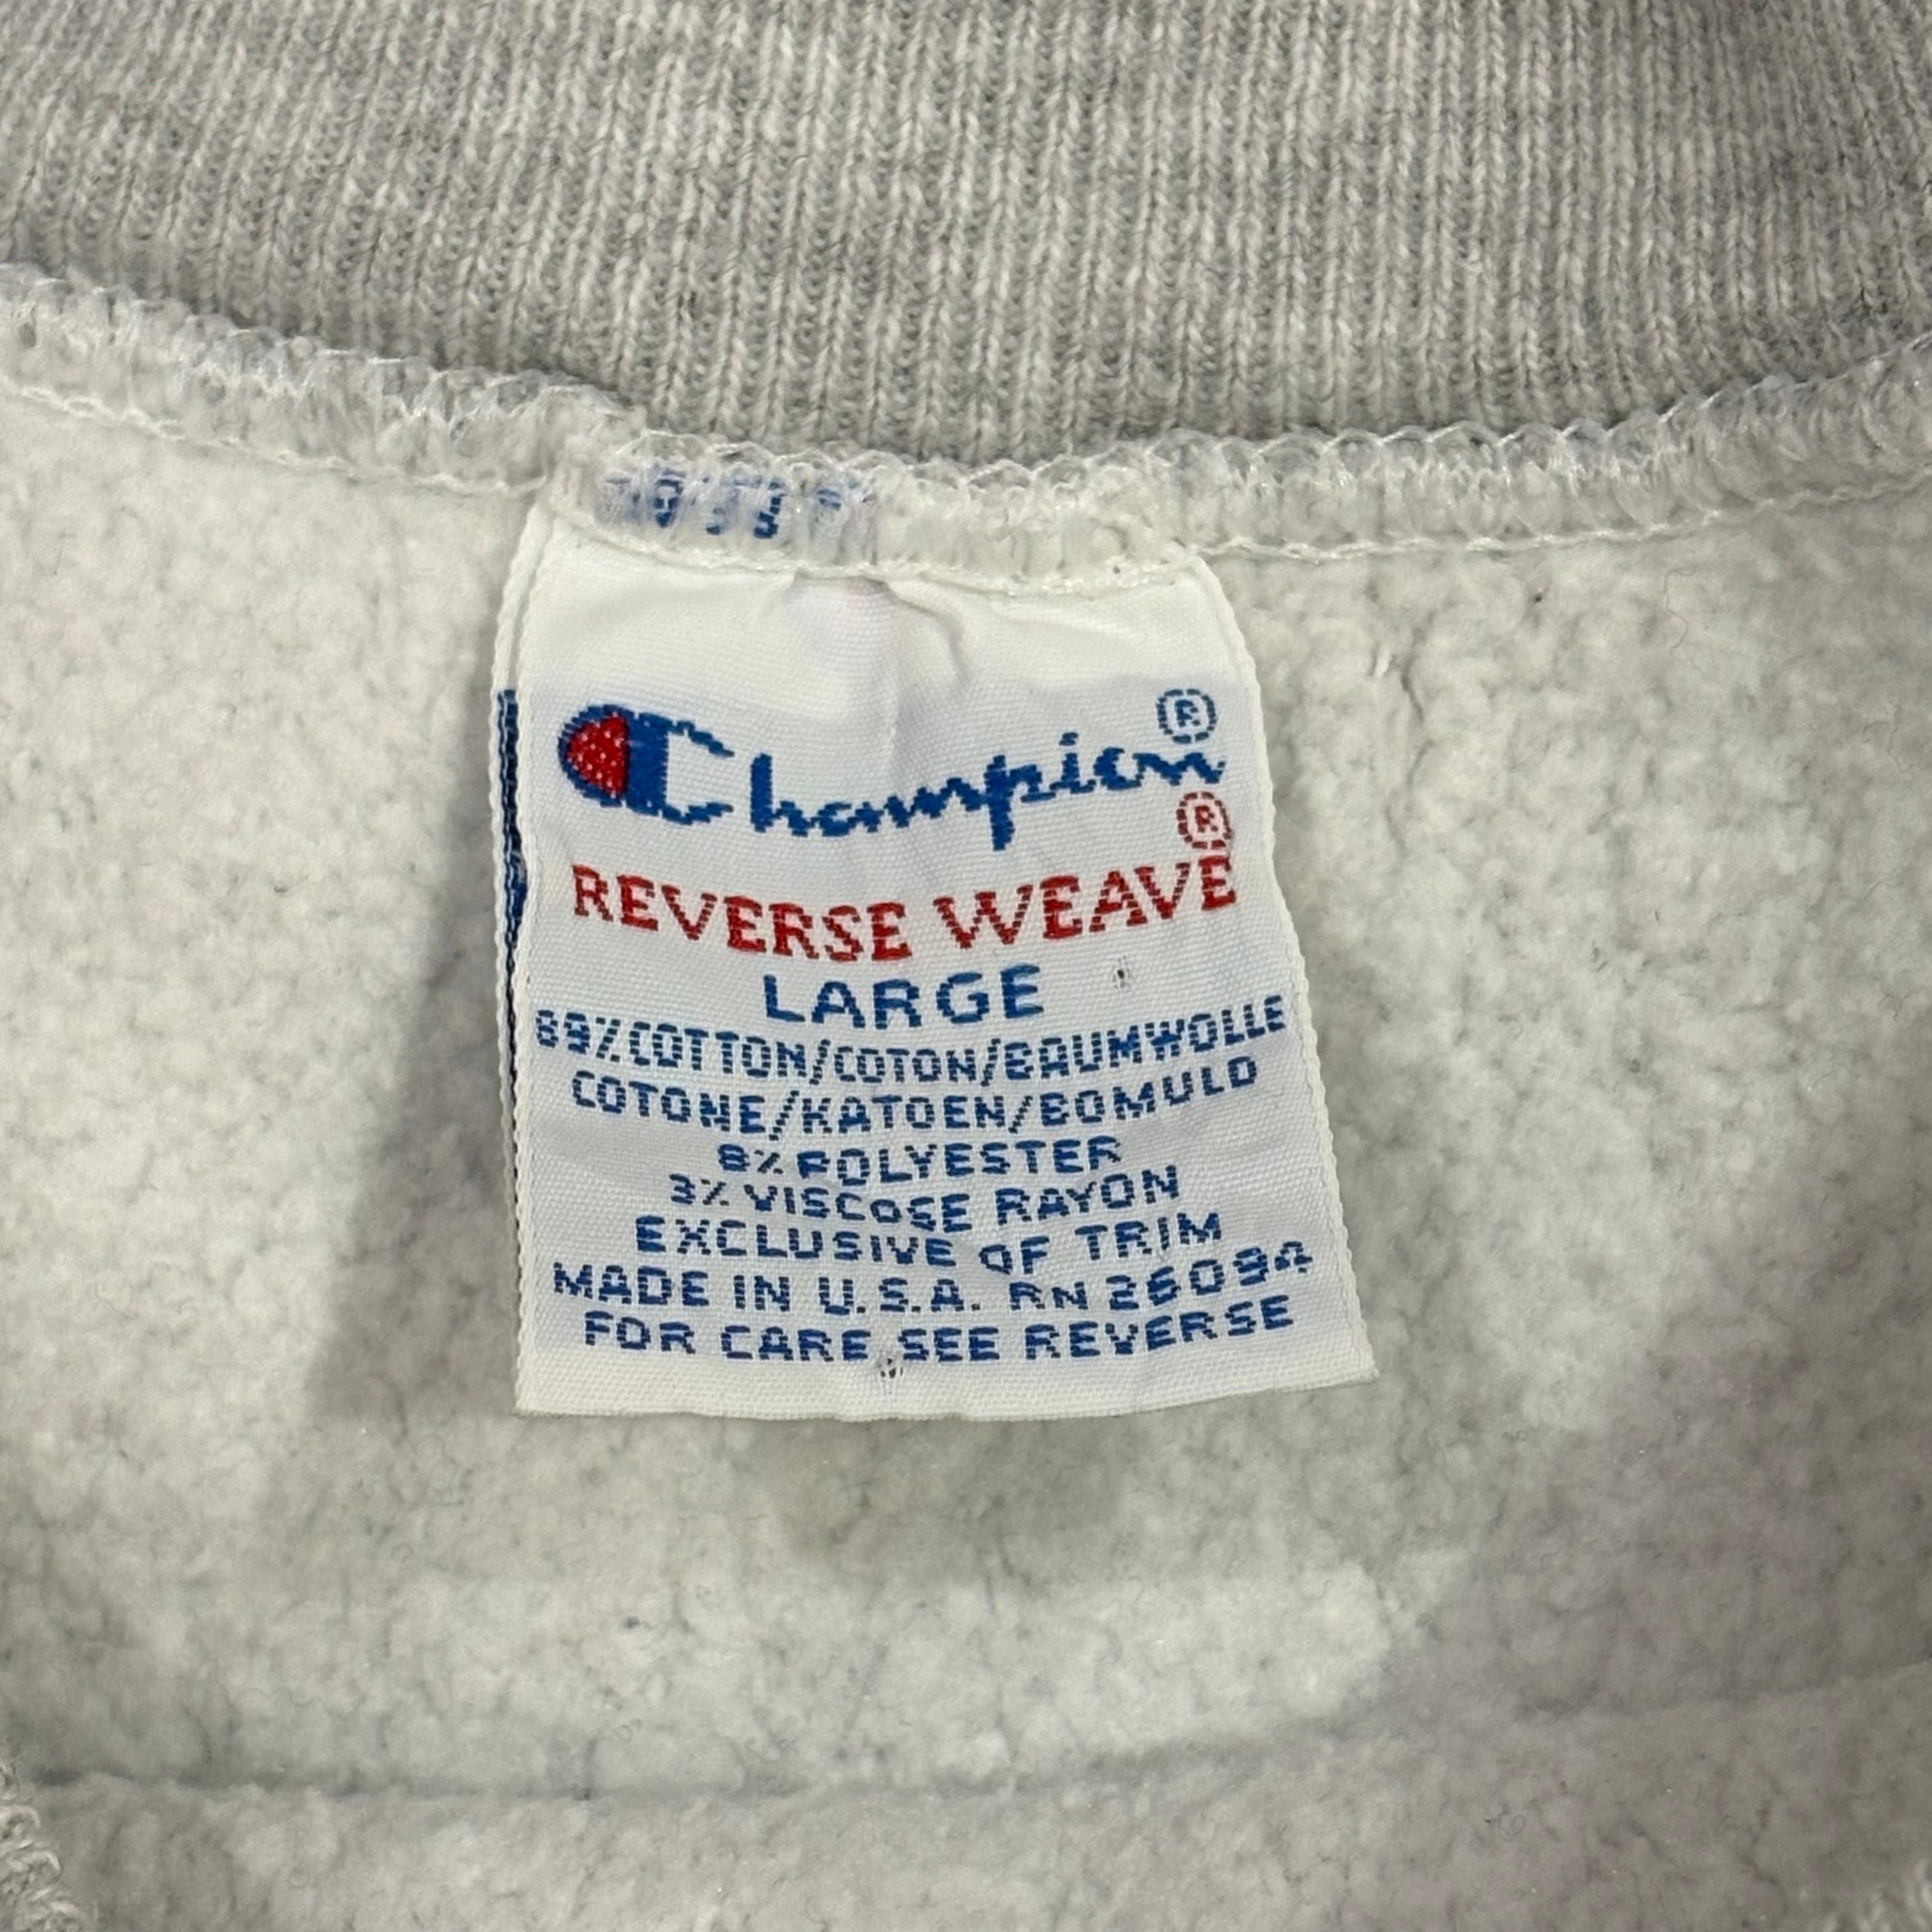 Champion®
REVERSE WEAVE®
LARGE
89% COTTON/COTON/BAUMWOLLE
COTONE/KATOEN/BOMULD
8% POLYESTER
3% VISCOSE RAYON
EXCLUSIVE OF TRIM
MADE IN U.S.A. RN 26094
FOR CARE SEE REVERSE